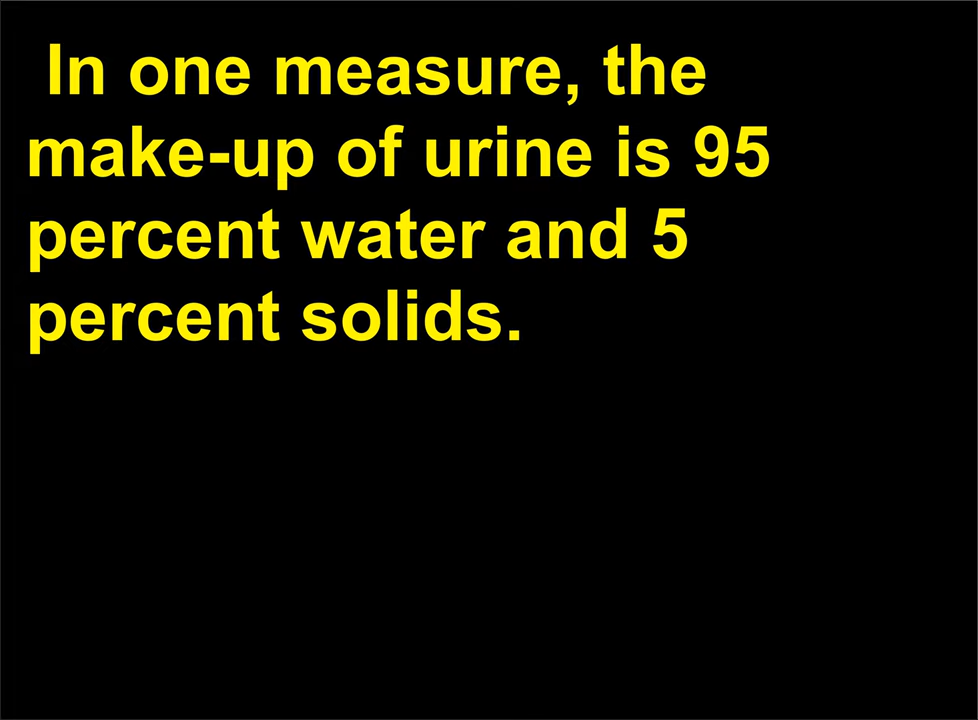 In one measure, the
make-up of urine is 95
percent water and 5
percent solids.